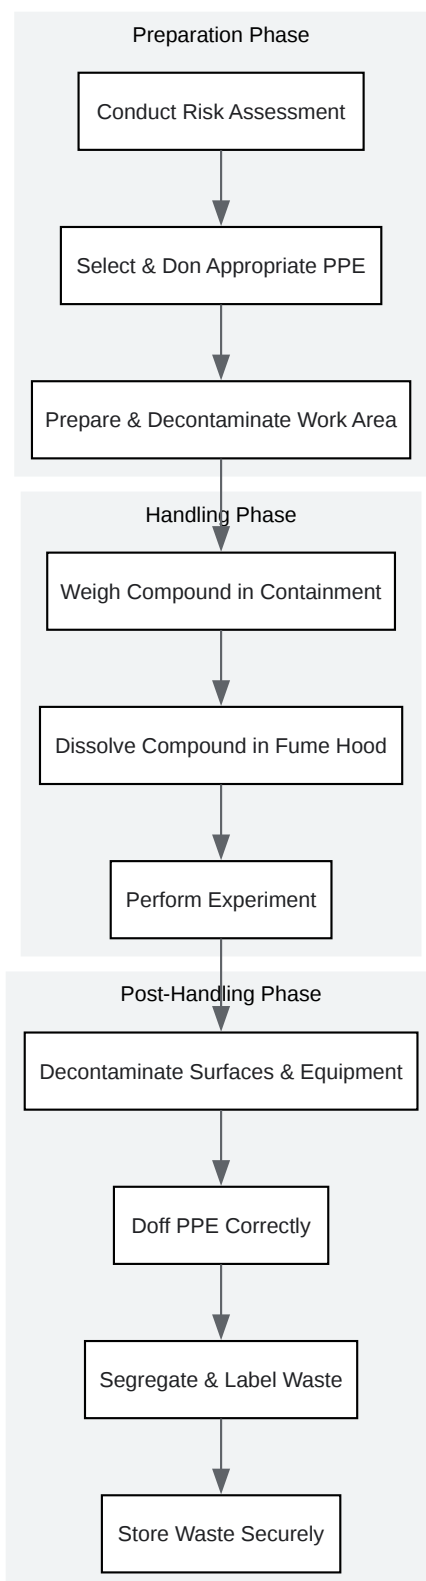 Preparation Phase
Conduct Risk Assessment
Select & Don Appropriate PPE
Prepare & Decontaminate Work Area
Handling Phase
Weigh Compound in Containment
Dissolve Compound in Fume Hood
Perform Experiment
Post-Handling Phase
Decontaminate Surfaces & Equipment
Doff PPE Correctly
Segregate & Label Waste
Store Waste Securely